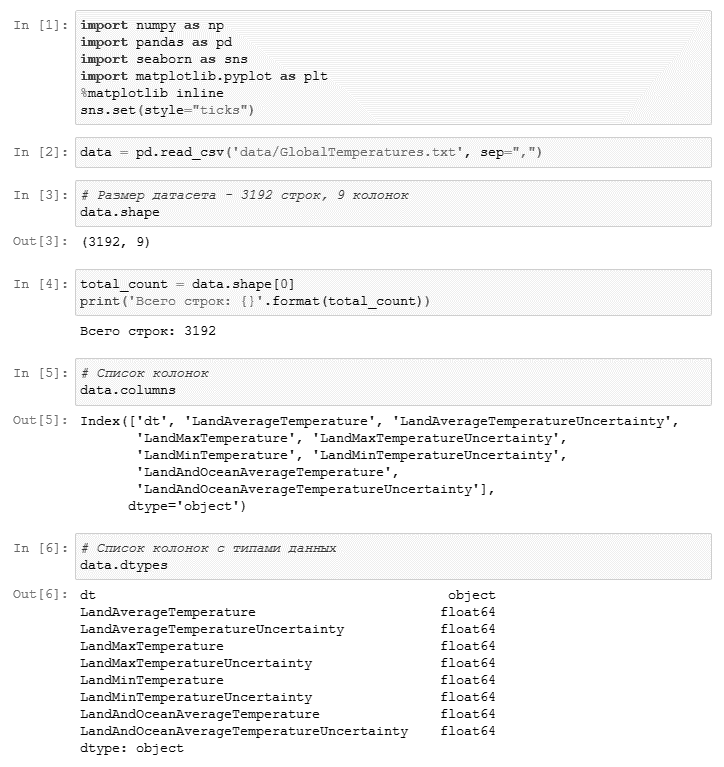 In [1]: import numpy as np
import pandas as pd
import seaborn as sns
import matplotlib.pyplot as plt
%matplotlib inline
sns.set(style="ticks")
In [2]: data = pd.read_csv('data/GlobalTemperatures.txt', sep=",")
In [3]: # Размер датасета - 3192 строк, 9 колонок
data.shape
Out[3]: (3192, 9)
In [4]: total_count = data.shape[0]
print('Всего строк: {}'.format(total_count))
Всего строк: 3192
In [5]: # Список колонок
data.columns
Out[5]: Index(['dt', 'LandAverageTemperature', 'LandAverageTemperatureUncertainty',
'LandMaxTemperature', 'LandMaxTemperatureUncertainty',
'LandMinTemperature', 'LandMinTemperatureUncertainty',
'LandAndOceanAverageTemperature',
'LandAndOceanAverageTemperatureUncertainty'],
dtype='object')
In [6]: # Список колонок с типами данных
data.dtypes
Out[6]: dt object
LandAverageTemperature float64
LandAverageTemperatureUncertainty float64
LandMaxTemperature float64
LandMaxTemperatureUncertainty float64
LandMinTemperature float64
LandMinTemperatureUncertainty float64
LandAndOceanAverageTemperature float64
LandAndOceanAverageTemperatureUncertainty float64
dtype: object